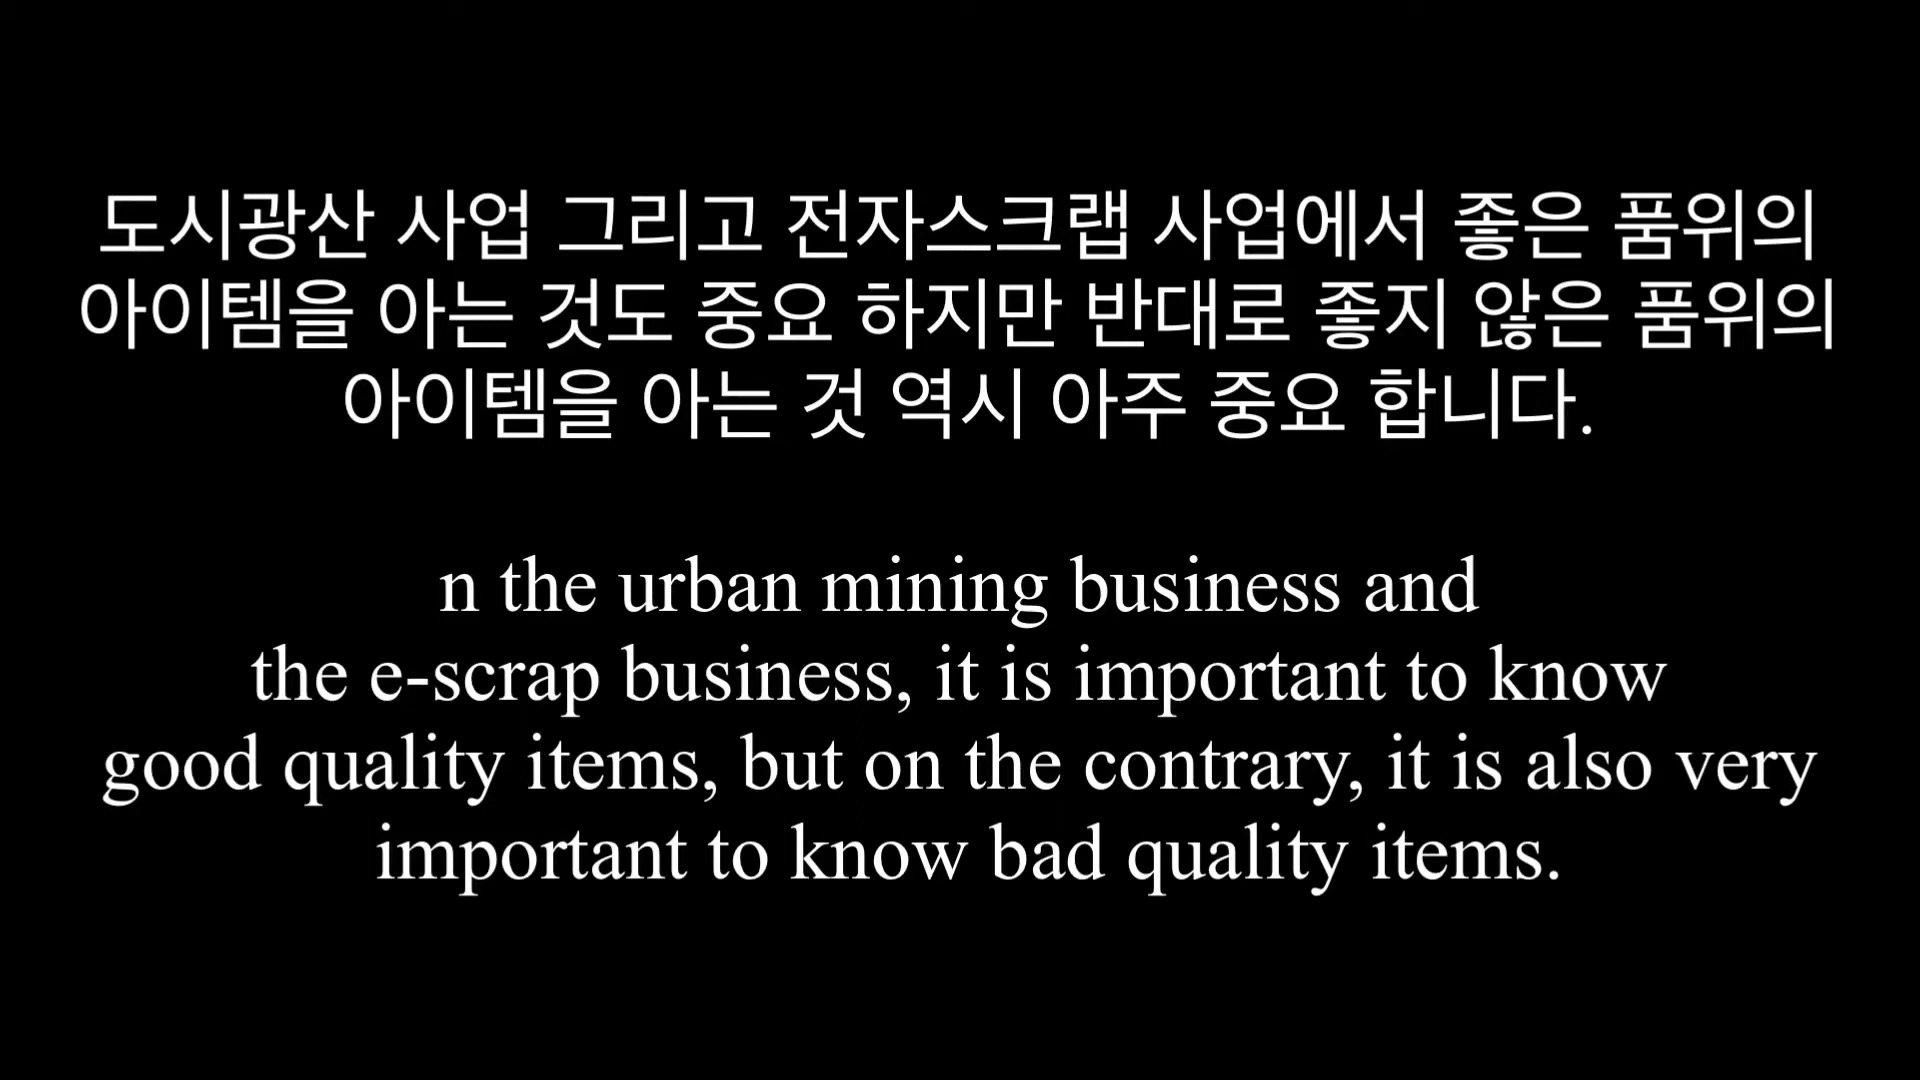 도시광산 사업 그리고 전자스크랩 사업에서 좋은 품위의
아이템을 아는 것도 중요 하지만 반대로 좋지 않은 품위의
아이템을 아는 것 역시 아주 중요 합니다.
n the urban mining business and
the e-scrap business, it is important to know
good quality items, but on the contrary, it is also very
important to know bad quality items.